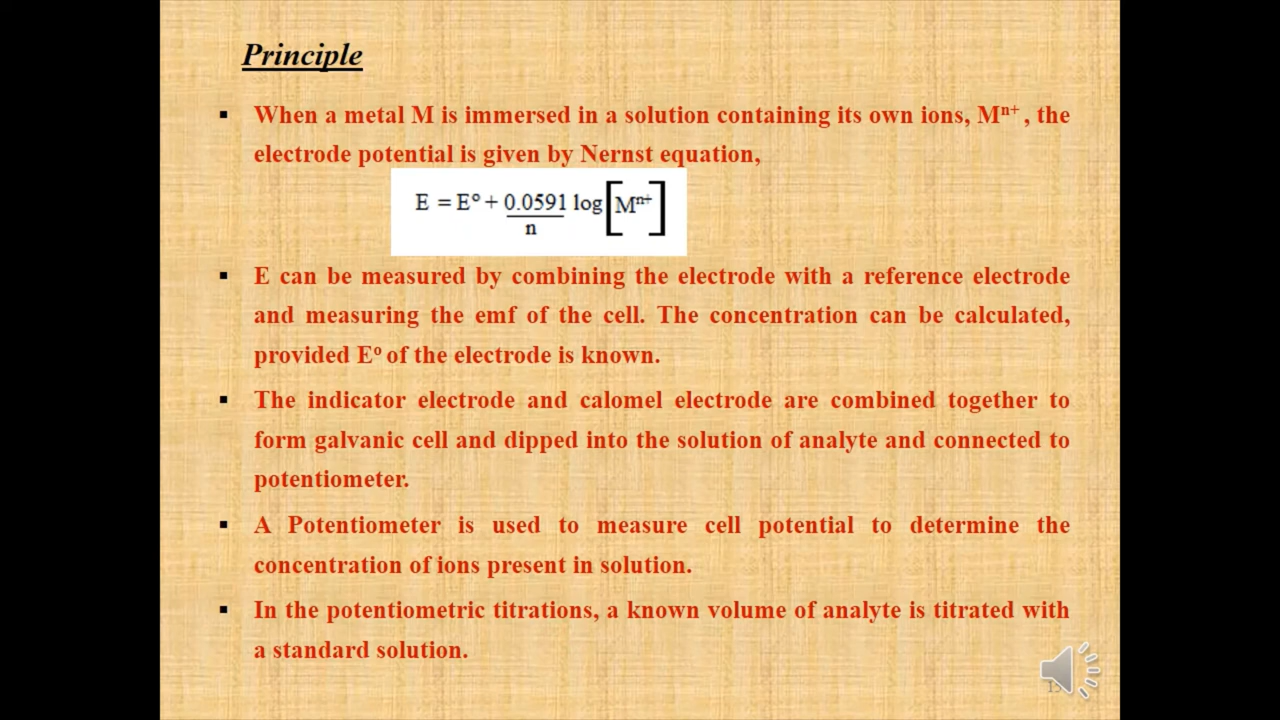 Principle
▪ When a metal M is immersed in a solution containing its own ions, Mⁿ⁺ , the
electrode potential is given by Nernst equation,
E = E° + 0.0591 log [Mⁿ⁺]
n
▪ E can be measured by combining the electrode with a reference electrode
and measuring the emf of the cell. The concentration can be calculated,
provided E° of the electrode is known.
▪ The indicator electrode and calomel electrode are combined together to
form galvanic cell and dipped into the solution of analyte and connected to
potentiometer.
▪ A Potentiometer is used to measure cell potential to determine the
concentration of ions present in solution.
▪ In the potentiometric titrations, a known volume of analyte is titrated with
a standard solution.